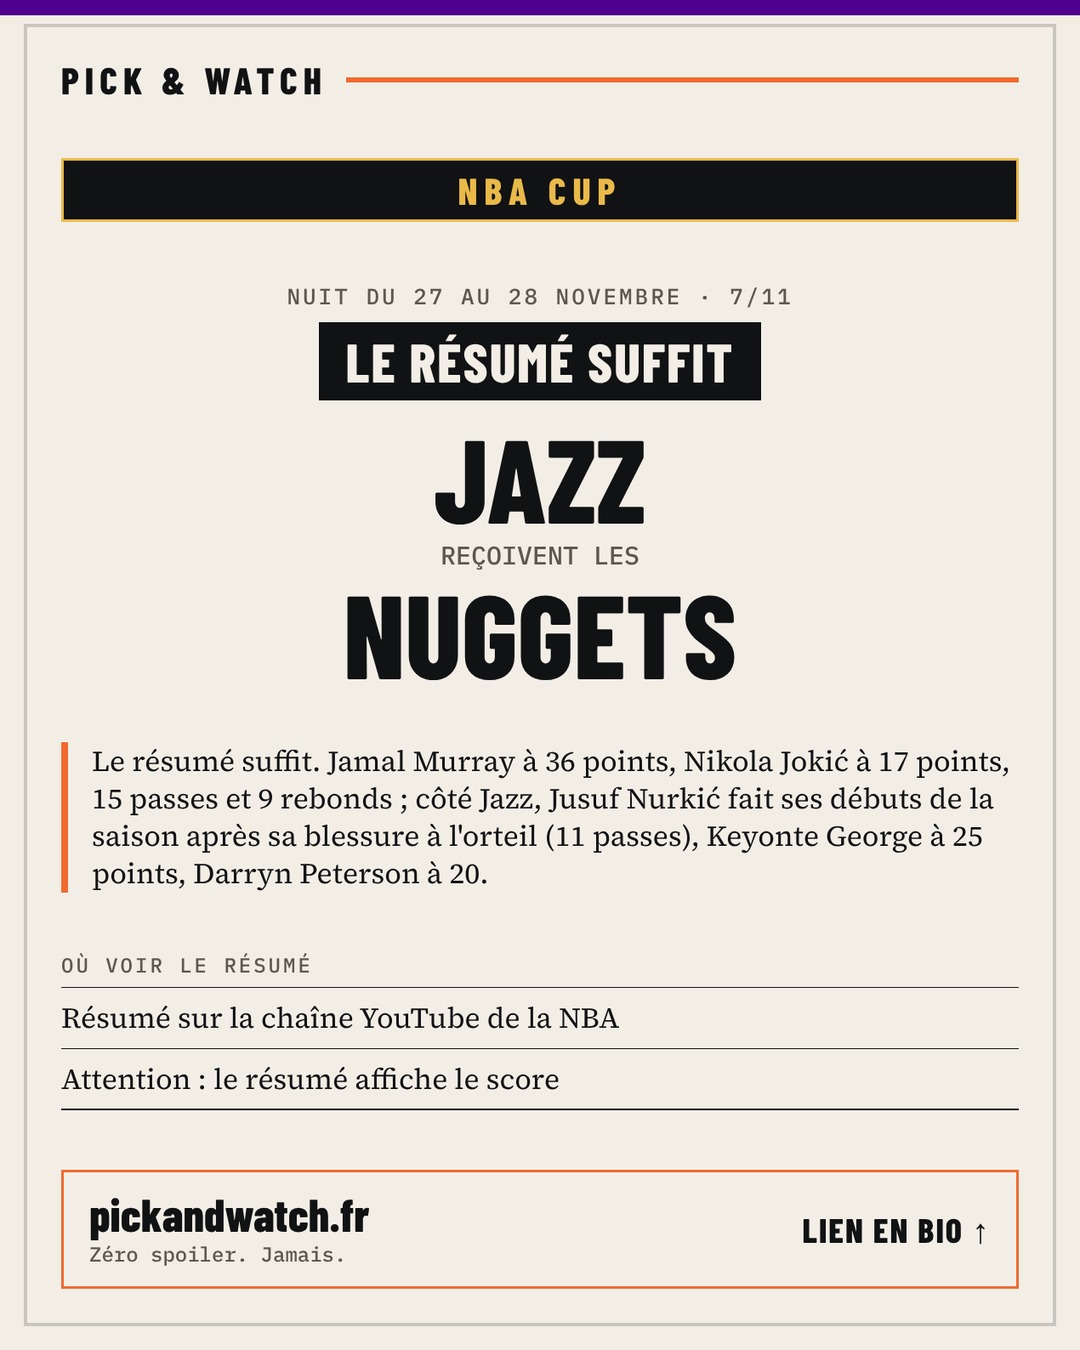 PICK & WATCH
NBA CUP
NUIT DU 27 AU 28 NOVEMBRE · 7/11
LE RÉSUMÉ SUFFIT
JAZZ
REÇOIVENT LES
NUGGETS
Le résumé suffit. Jamal Murray à 36 points, Nikola Jokić à 17 points,
15 passes et 9 rebonds ; côté Jazz, Jusuf Nurkić fait ses débuts de la
saison après sa blessure à l'orteil (11 passes), Keyonte George à 25
points, Darryn Peterson à 20.
OÙ VOIR LE RÉSUMÉ
Résumé sur la chaîne YouTube de la NBA
Attention : le résumé affiche le score
pickandwatch.fr
Zéro spoiler. Jamais.
LIEN EN BIO ↑